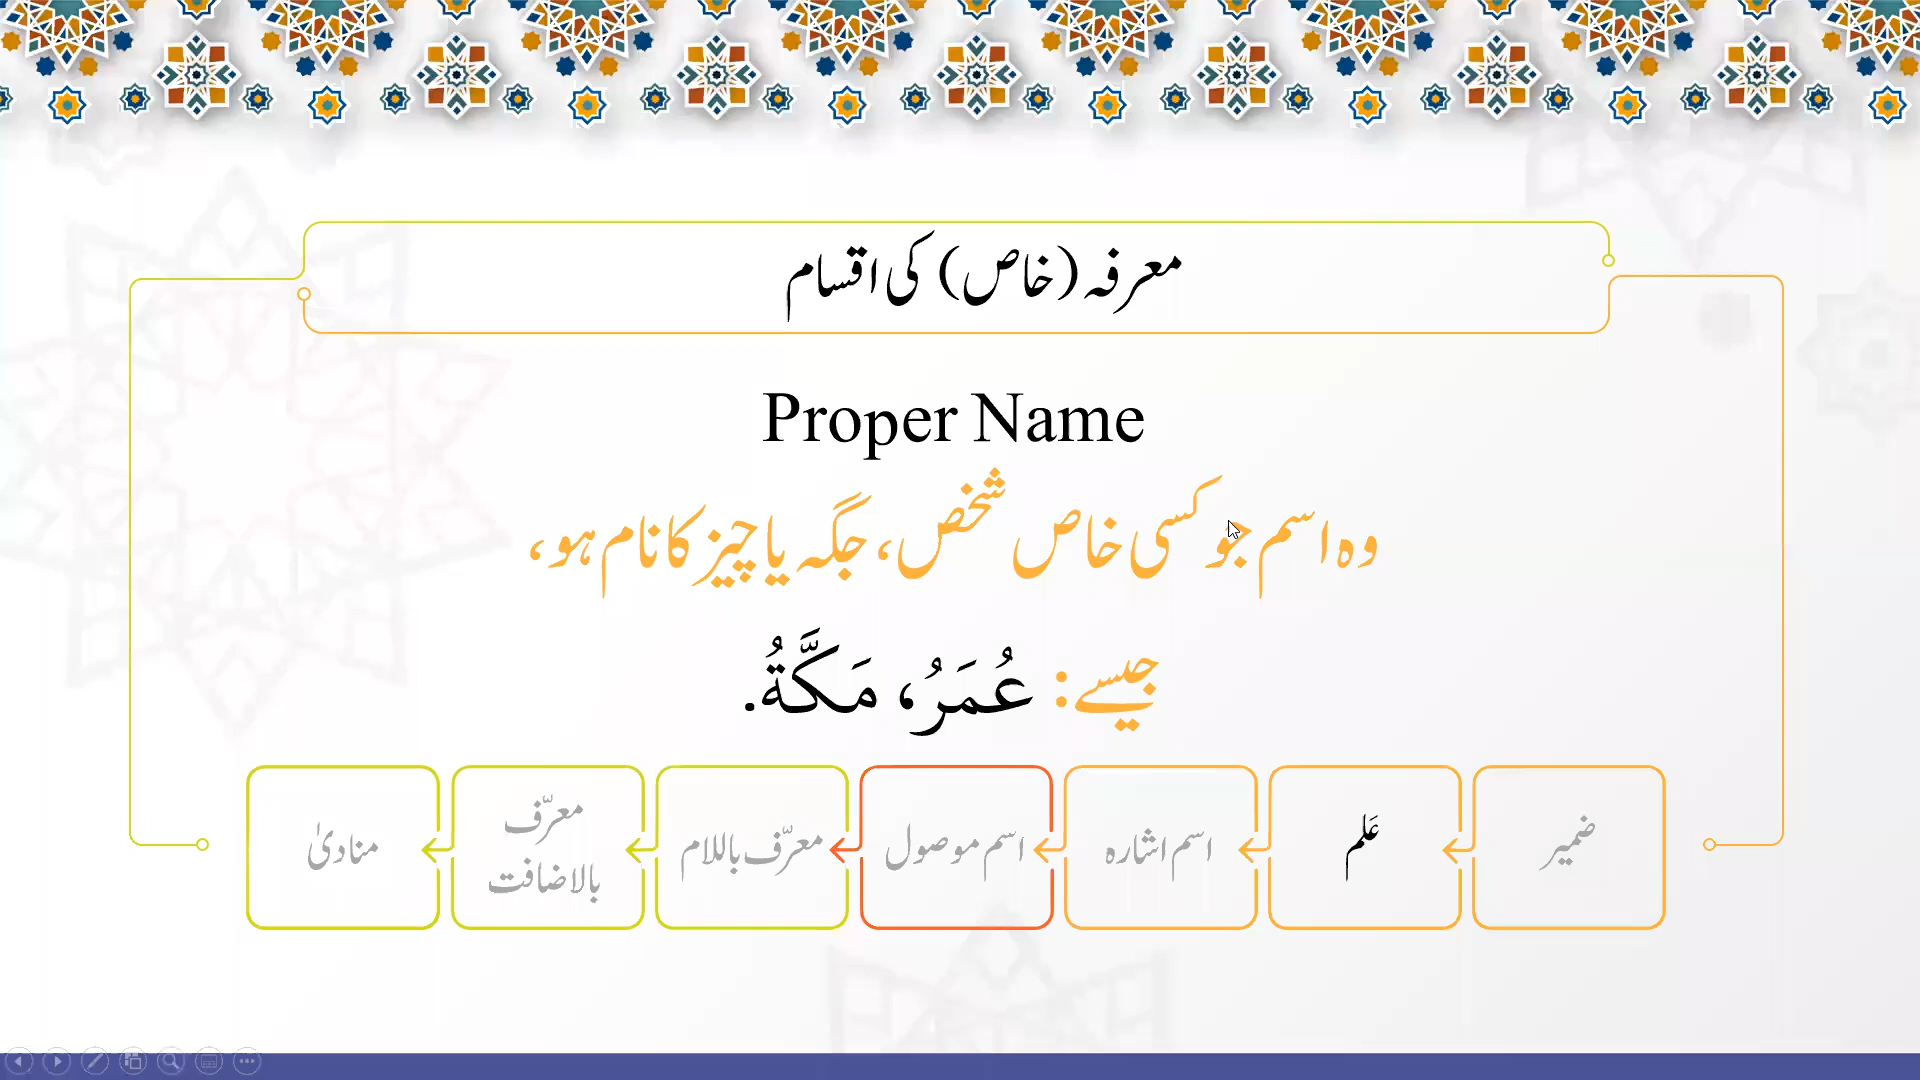 معرفہ (خاص) کی اقسام
Proper Name
وہ اسم جو کسی خاص شخص، جگہ یا چیز کا نام ہو،
جیسے: عُمَرُ، مَكَّةُ.
ضمیر
عَلم
اسم اشارہ
اسم موصول
معرّف باللام
معرّف
بالاضافت
منادیٰ